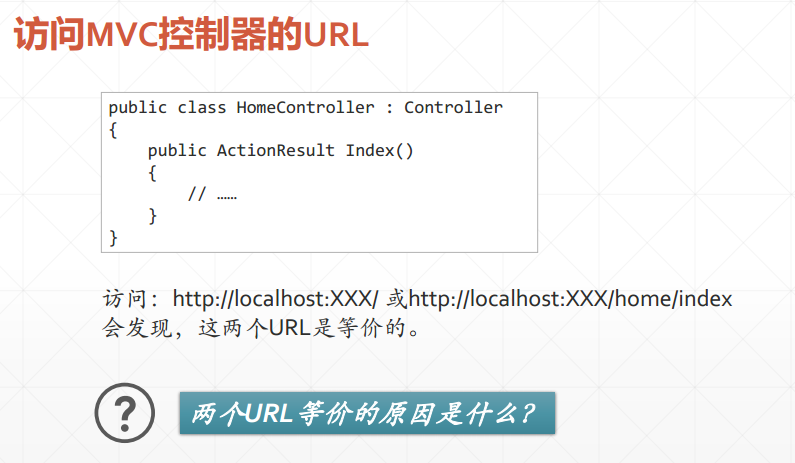 访问MVC控制器的URL
public class HomeController : Controller
{
    public ActionResult Index()
    {
        // ……
    }
}
访问：http://localhost:XXX/ 或http://localhost:XXX/home/index
会发现，这两个URL是等价的。
?
两个URL等价的原因是什么？